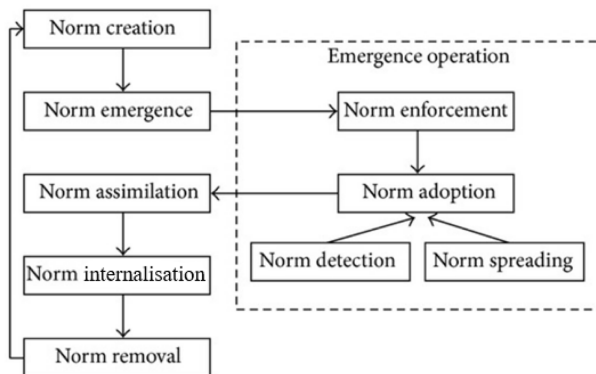 Norm creation
Emergence operation
Norm emergence
Norm enforcement
Norm assimilation
Norm adoption
Norm detection
Norm spreading
Norm internalisation
Norm removal